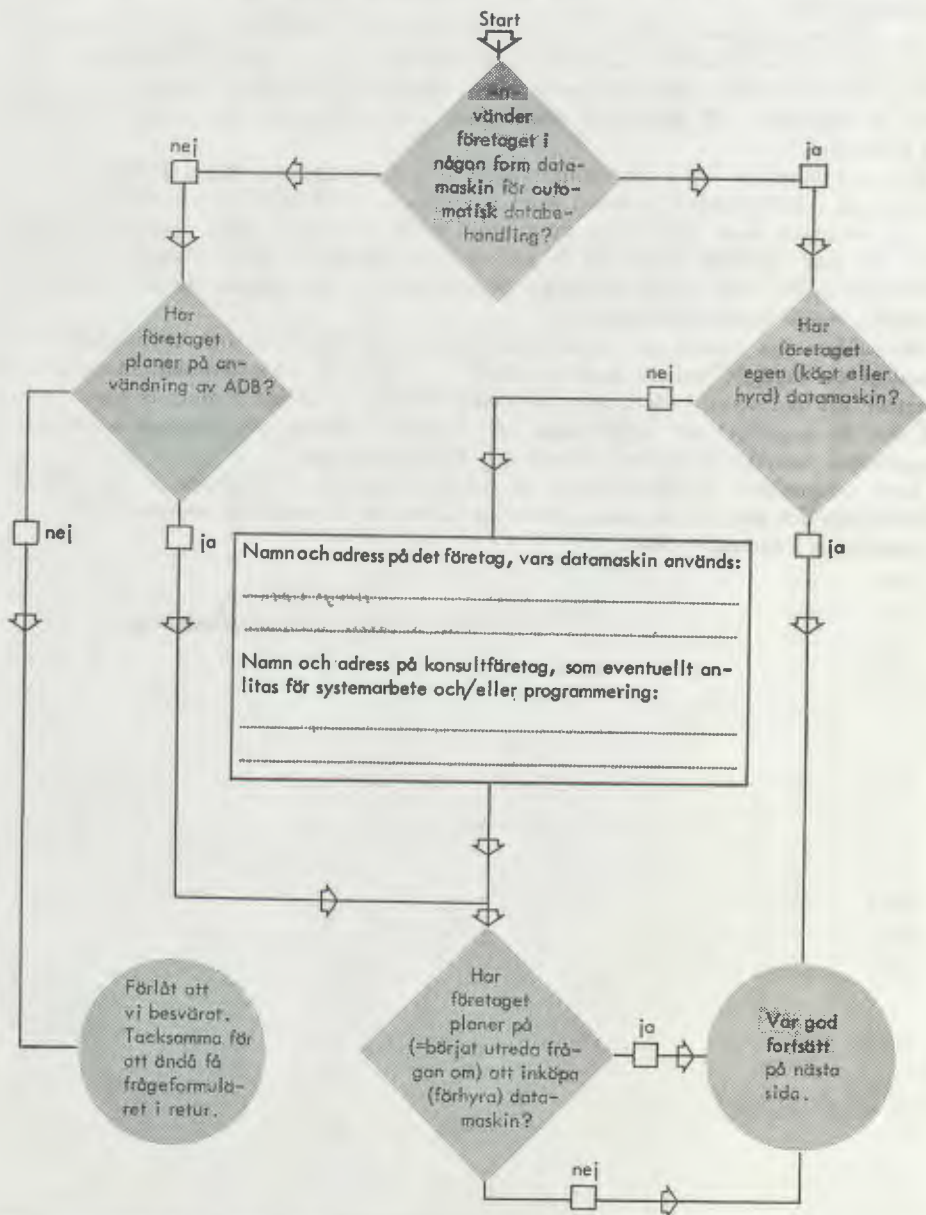 Start
An-
vänder
företaget i
någon form data-
maskin för auto-
matisk databe-
handling?
nej
ja
Har
företaget
planer på an-
vändning av ADB?
Har
företaget
egen (köpt eller
hyrd) datamaskin?
nej
nej
ja
ja
Namn och adress på det företag, vars datamaskin används:
Namn och adress på konsultföretag, som eventuellt an-
litas för systemarbete och/eller programmering:
Förlåt att
vi besvärat.
Tacksamma för
att ändå få
frågeformulä-
ret i retur.
Har
företaget
planer på
(=börjat utreda frå-
gan om) att inköpa
(förhyra) data-
maskin?
ja
Var god
fortsätt
på nästa
sida.
nej